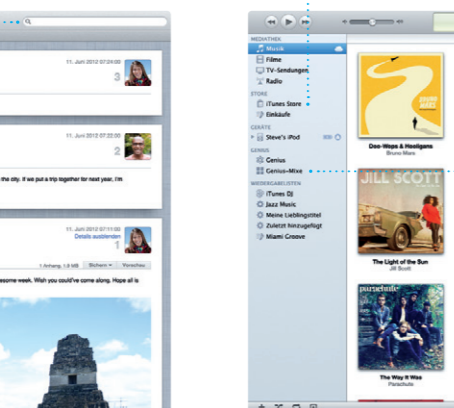 11. Juni 2012 07:24:00
3
11. Juni 2012 07:22:00
2
the city. If we put a trip together for next year, I'm
11. Juni 2012 07:11:00
Details ausblenden
1
1 Anhang, 1,8 MB Sichern Vorschau
esome week. Wish you could've come along. Hope all is
MEDIATHEK
Musik
Filme
TV-Sendungen
Radio
STORE
iTunes Store
Einkäufe
GERÄTE
Steve's iPod
GENIUS
Genius
Genius-Mixe
WIEDERGABELISTEN
iTunes DJ
Jazz Music
Meine Lieblingstitel
Zuletzt hinzugefügt
Miami Groove
BRUNO MARS
Doo-Wops & Hooligans
Bruno Mars
JILL SCOTT
The Light of the Sun
Jill Scott
parachute
The Way It Was
Parachute